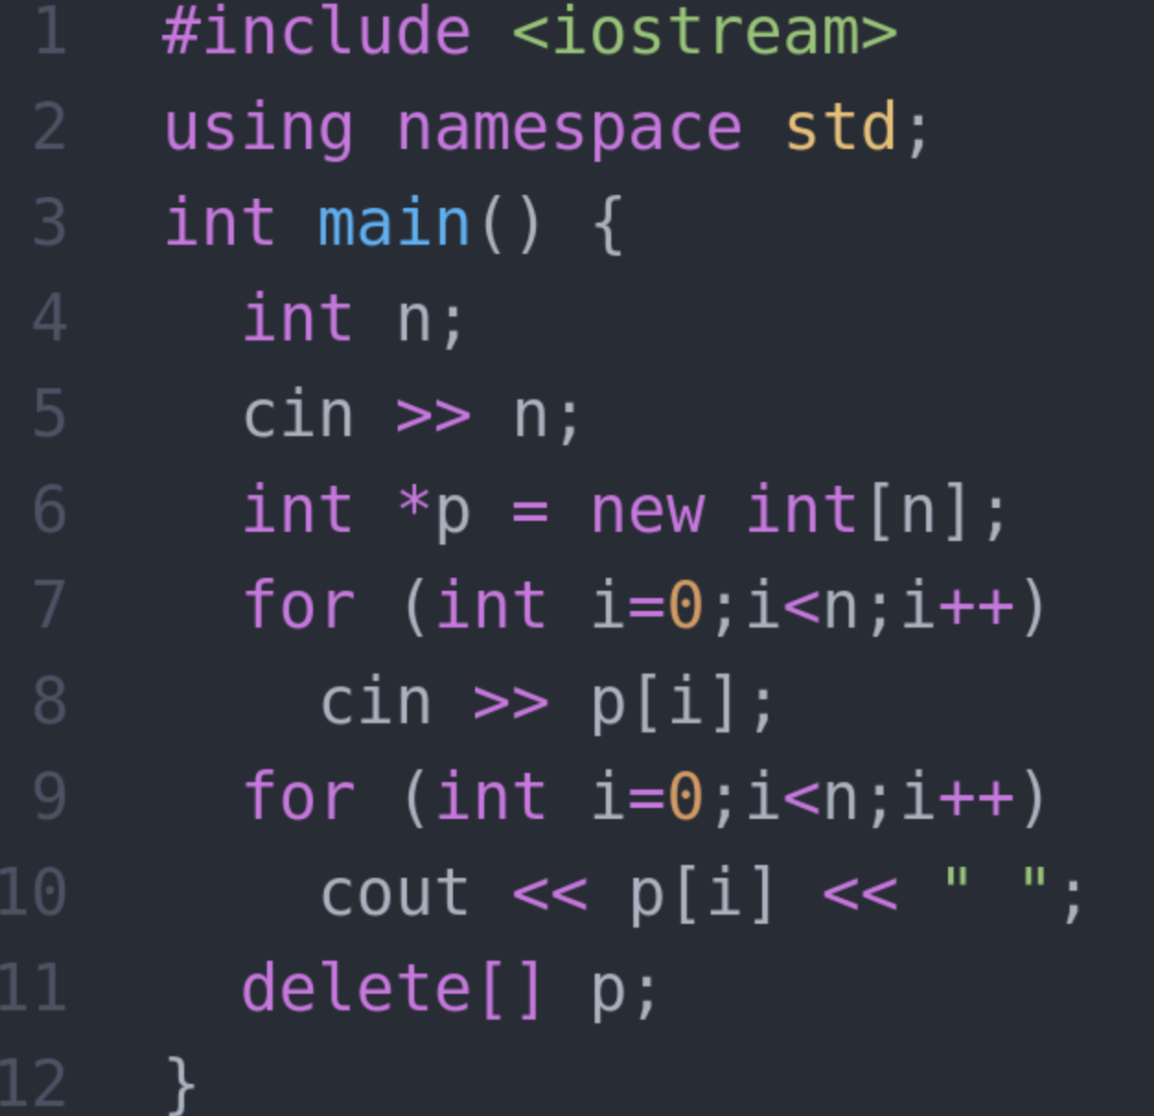 1 #include <iostream>
2 using namespace std;
3 int main() {
4   int n;
5   cin >> n;
6   int *p = new int[n];
7   for (int i=0;i<n;i++)
8     cin >> p[i];
9   for (int i=0;i<n;i++)
10     cout << p[i] << " ";
11   delete[] p;
12 }